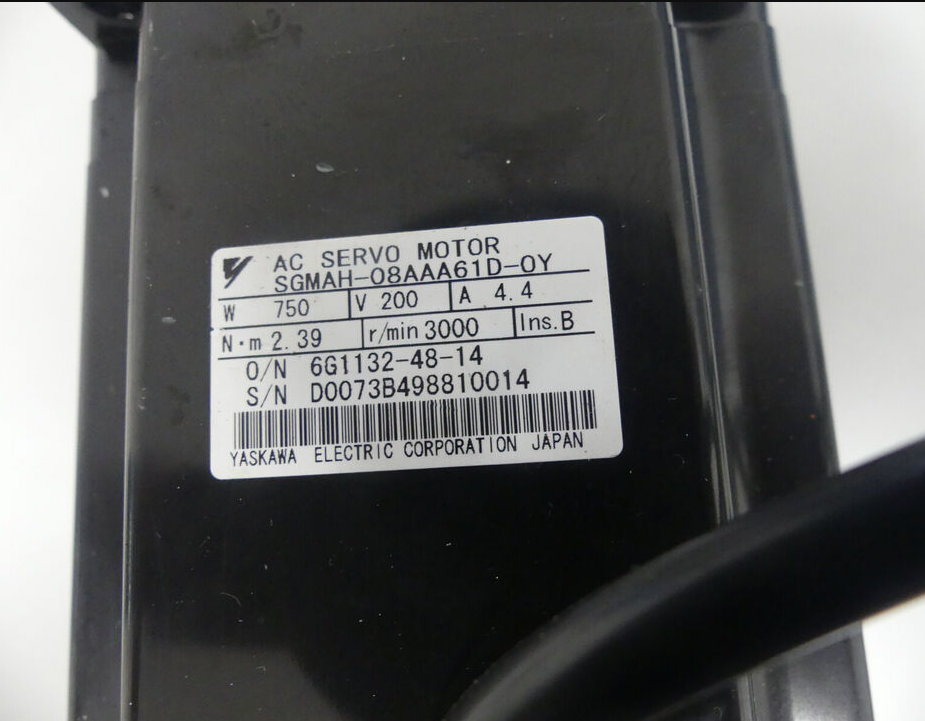 AC SERVO MOTOR
SGMAH-08AAA61D-OY
W 750 V 200 A 4.4
N·m 2.39 r/min 3000 Ins.B
O/N 6G1132-48-14
S/N D0073B498810014
YASKAWA ELECTRIC CORPORATION JAPAN